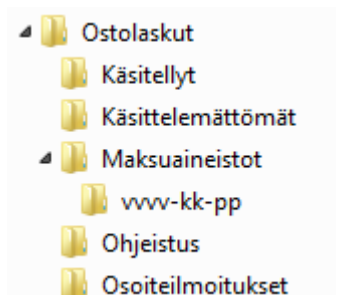 Ostolaskut
Käsitellyt
Käsittelemättömät
Maksuaineistot
vvvv-kk-pp
Ohjeistus
Osoiteilmoitukset